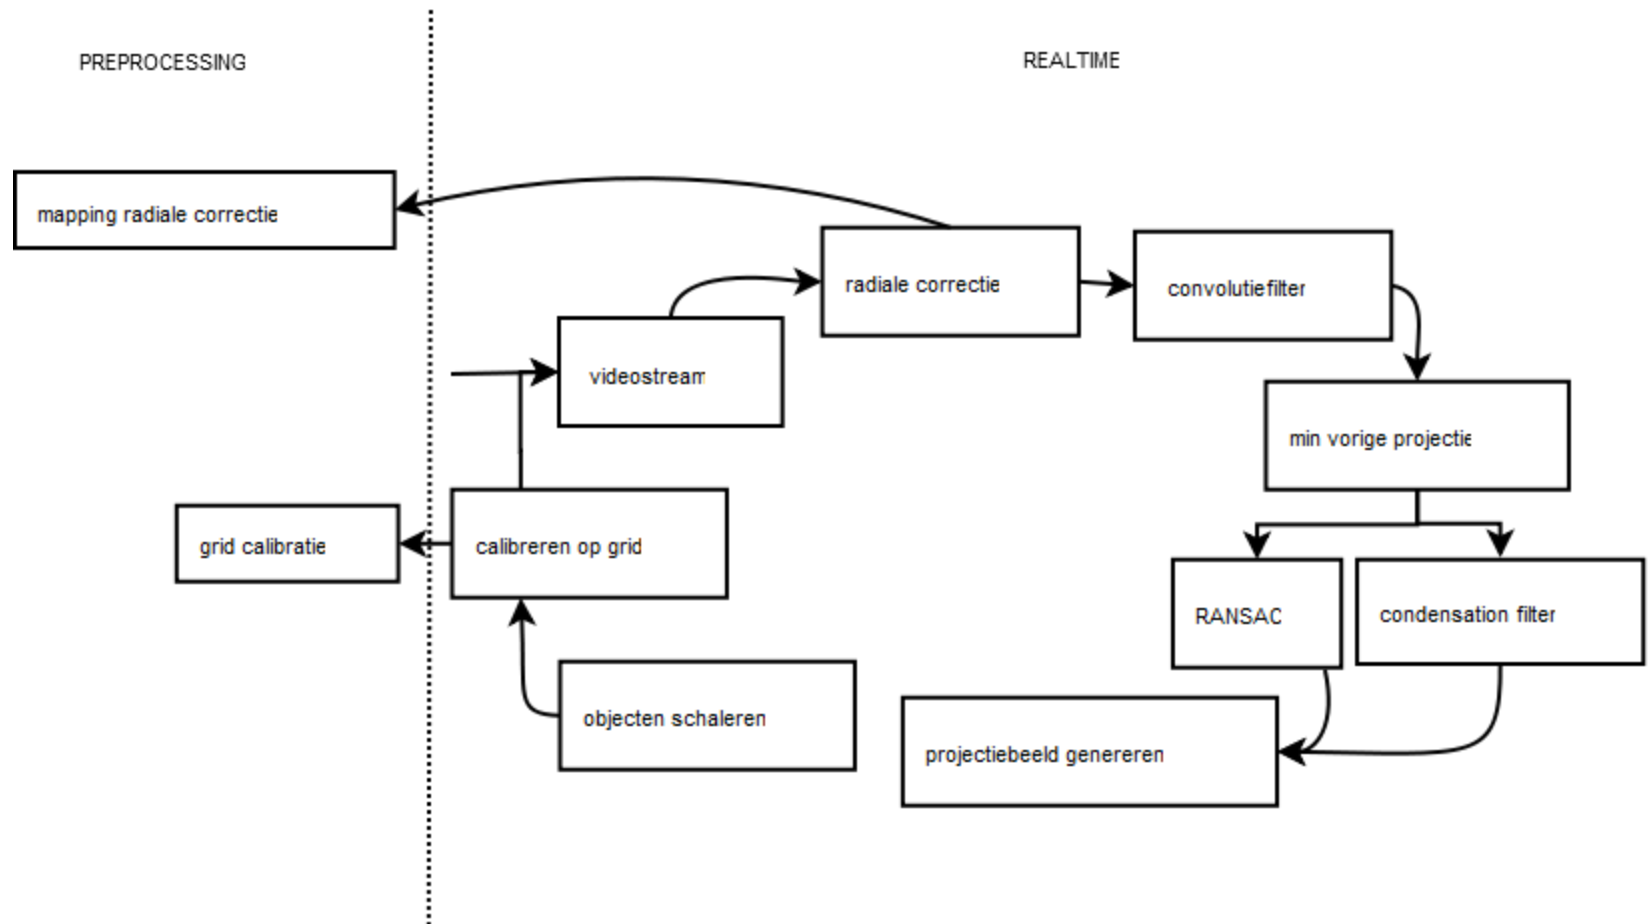 PREPROCESSING
REALTIME
mapping radiale correctie
radiale correctie
convolutiefilter
videostream
min vorige projectie
grid calibratie
calibreren op grid
RANSAC
condensation filter
objecten schaleren
projectiebeeld genereren